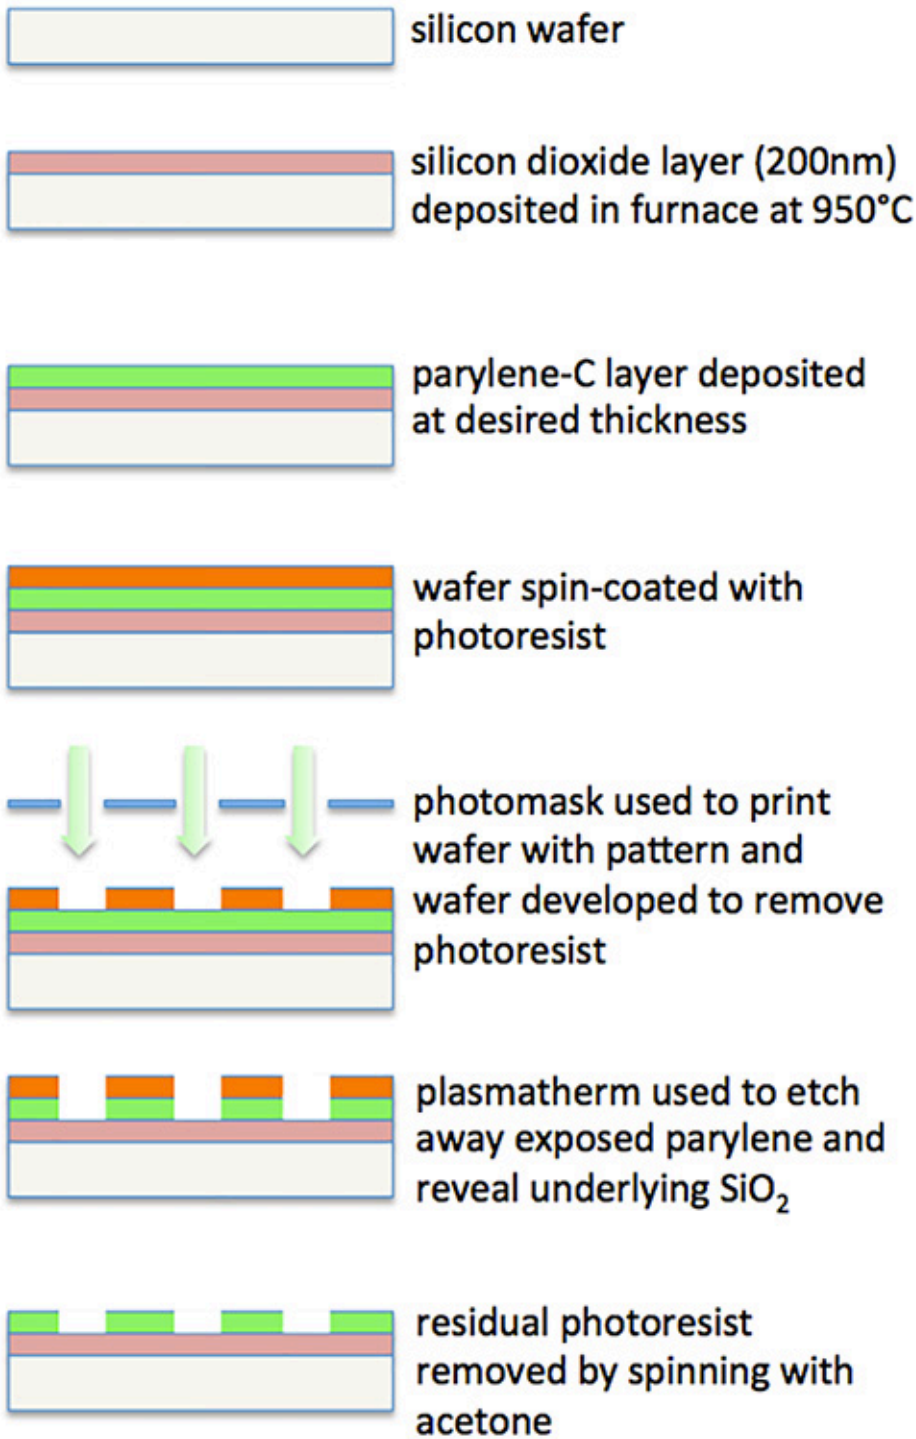 silicon wafer
silicon dioxide layer (200nm)
deposited in furnace at 950°C
parylene-C layer deposited
at desired thickness
wafer spin-coated with
photoresist
photomask used to print
wafer with pattern and
wafer developed to remove
photoresist
plasmatherm used to etch
away exposed parylene and
reveal underlying SiO₂
residual photoresist
removed by spinning with
acetone